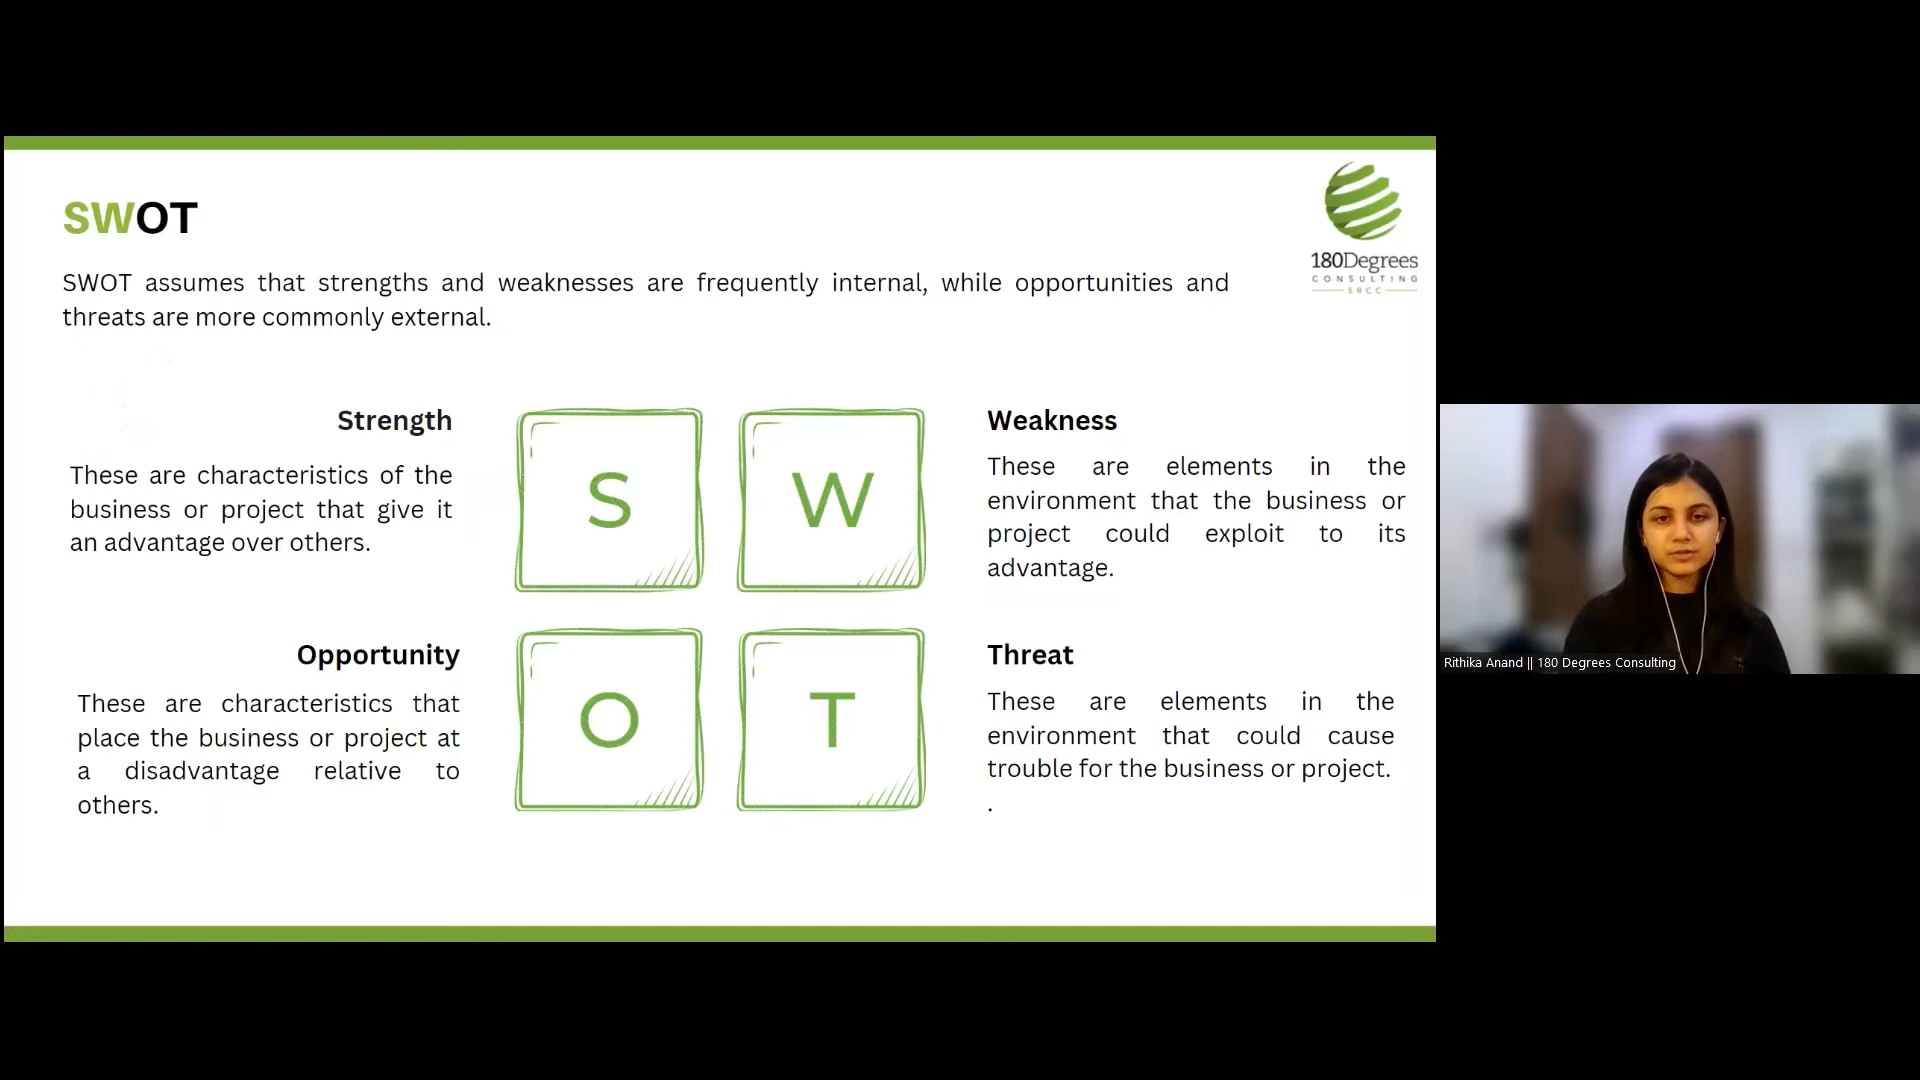 SWOT
180Degrees
CONSULTING
SRCC
SWOT assumes that strengths and weaknesses are frequently internal, while opportunities and
threats are more commonly external.
Strength
These are characteristics of the
business or project that give it
an advantage over others.
S
W
Weakness
These are elements in the
environment that the business or
project could exploit to its
advantage.
Opportunity
These are characteristics that
place the business or project at
a disadvantage relative to
others.
O
T
Threat
These are elements in the
environment that could cause
trouble for the business or project.
.
Rithika Anand || 180 Degrees Consulting